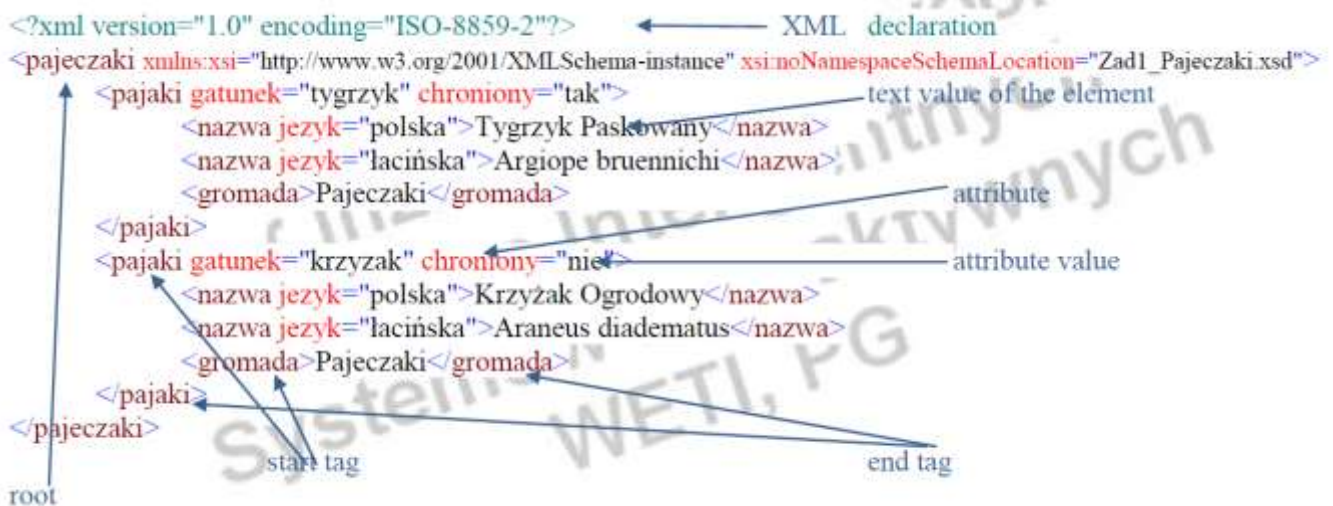 <?xml version="1.0" encoding="ISO-8859-2"?> XML declaration
<pajeczaki xmlns:xsi="http://www.w3.org/2001/XMLSchema-instance" xsi:noNamespaceSchemaLocation="Zad1_Pajeczaki.xsd">
<pajaki gatunek="tygrzyk" chroniony="tak"> text value of the element
<nazwa jezyk="polska">Tygrzyk Paskowany</nazwa>
<nazwa jezyk="łacińska">Argiope bruennichi</nazwa>
<gromada>Pajeczaki</gromada> attribute
</pajaki>
<pajaki gatunek="krzyzak" chroniony="nie"> attribute value
<nazwa jezyk="polska">Krzyżak Ogrodowy</nazwa>
<nazwa jezyk="łacińska">Araneus diadematus</nazwa>
<gromada>Pajeczaki</gromada>
</pajaki>
</pajeczaki>
start tag end tag
root
WETI, PG